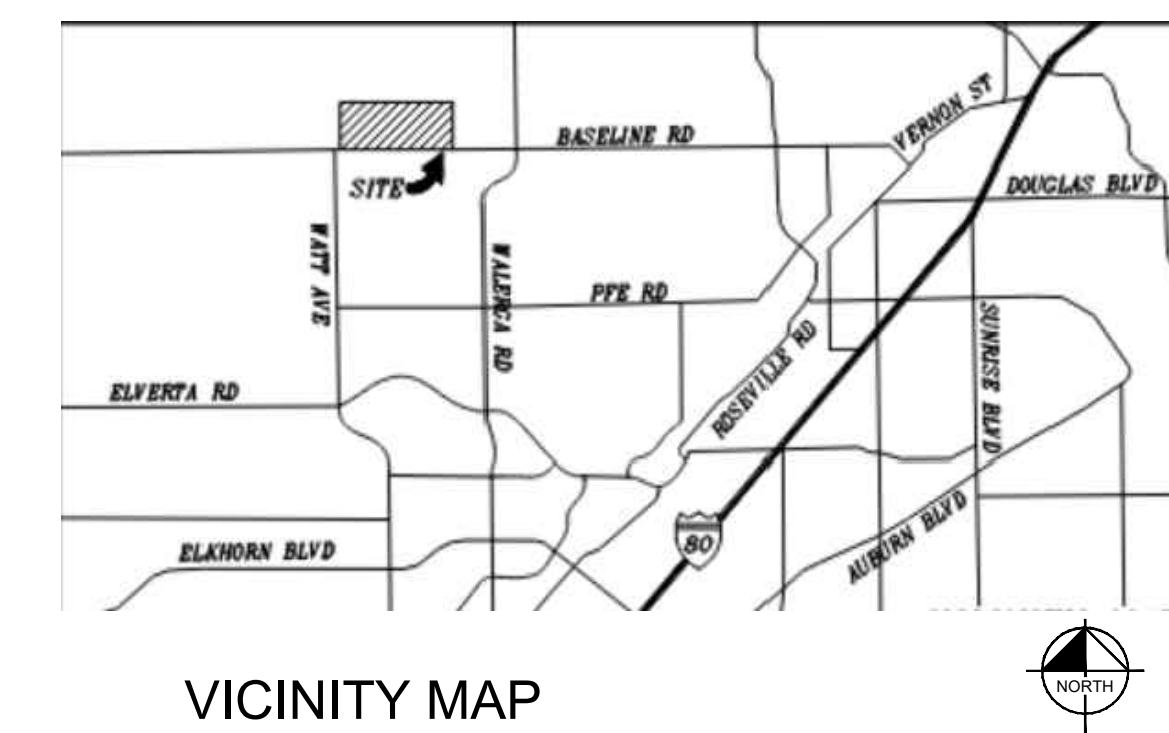 VERNON ST
BASELINE RD
SITE
DOUGLAS BLVD
WATT AVE
WALERGA RD
PFE RD
SUNRISE BLVD
ROSEVILLE RD
ELVERTA RD
80
AUBURN BLVD
ELKHORN BLVD
VICINITY MAP
NORTH